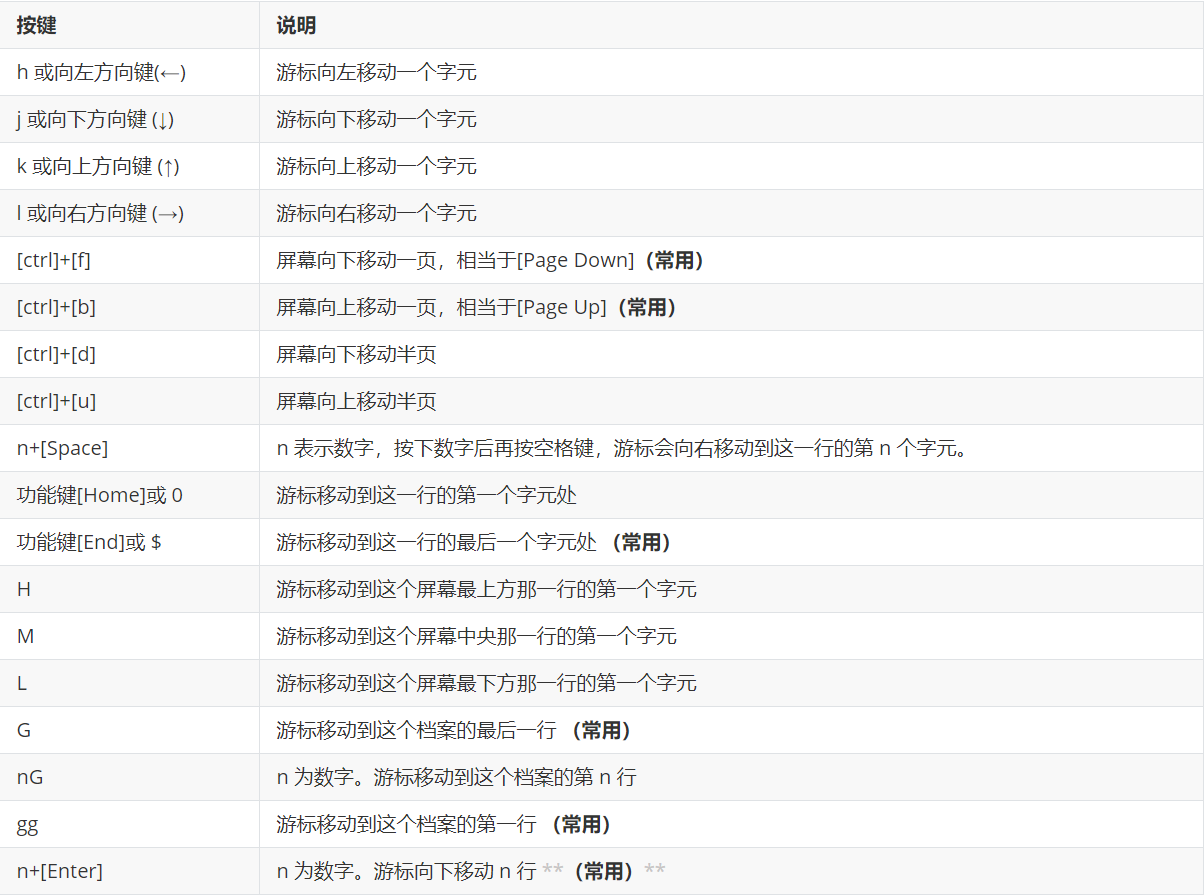 按键 说明
h 或向左方向键(←) 游标向左移动一个字元
j 或向下方向键 (↓) 游标向下移动一个字元
k 或向上方向键 (↑) 游标向上移动一个字元
l 或向右方向键 (→) 游标向右移动一个字元
[ctrl]+[f] 屏幕向下移动一页，相当于[Page Down]（常用）
[ctrl]+[b] 屏幕向上移动一页，相当于[Page Up]（常用）
[ctrl]+[d] 屏幕向下移动半页
[ctrl]+[u] 屏幕向上移动半页
n+[Space] n 表示数字，按下数字后再按空格键，游标会向右移动到这一行的第 n 个字元。
功能键[Home]或 0 游标移动到这一行的第一个字元处
功能键[End]或 $ 游标移动到这一行的最后一个字元处 （常用）
H 游标移动到这个屏幕最上方那一行的第一个字元
M 游标移动到这个屏幕中央那一行的第一个字元
L 游标移动到这个屏幕最下方那一行的第一个字元
G 游标移动到这个档案的最后一行 （常用）
nG n 为数字。游标移动到这个档案的第 n 行
gg 游标移动到这个档案的第一行 （常用）
n+[Enter] n 为数字。游标向下移动 n 行 **（常用）**